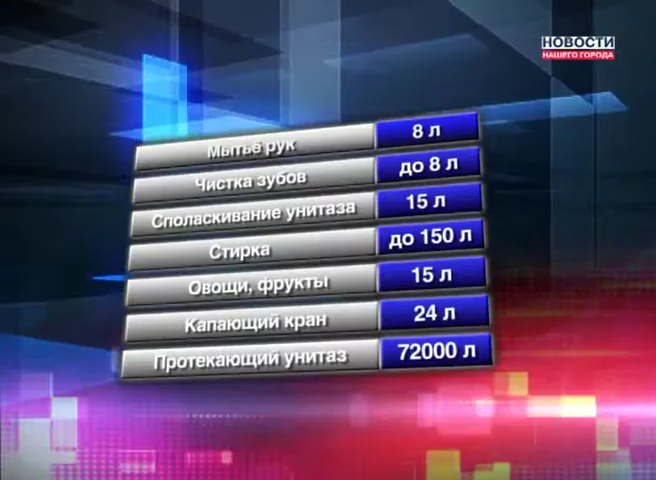 НОВОСТИ
НАШЕГО ГОРОДА
Мытьё рук 8 л
Чистка зубов до 8 л
Споласкивание унитаза 15 л
Стирка до 150 л
Овощи, фрукты 15 л
Капающий кран 24 л
Протекающий унитаз 72000 л